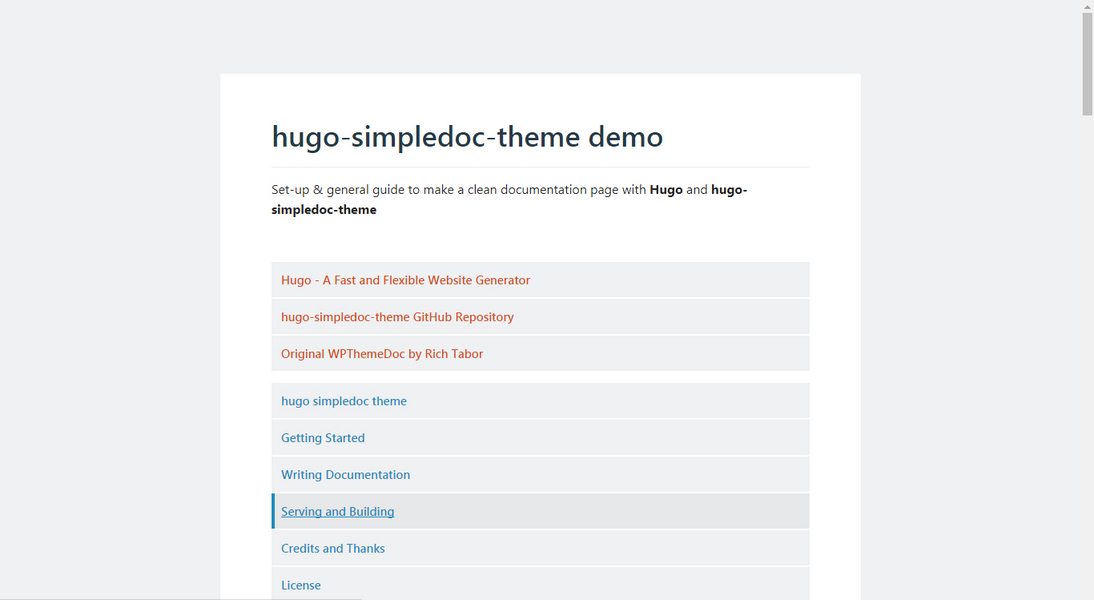 hugo-simpledoc-theme demo
Set-up & general guide to make a clean documentation page with Hugo and hugo-
simpledoc-theme
Hugo - A Fast and Flexible Website Generator
hugo-simpledoc-theme GitHub Repository
Original WPThemeDoc by Rich Tabor
hugo simpledoc theme
Getting Started
Writing Documentation
Serving and Building
Credits and Thanks
License